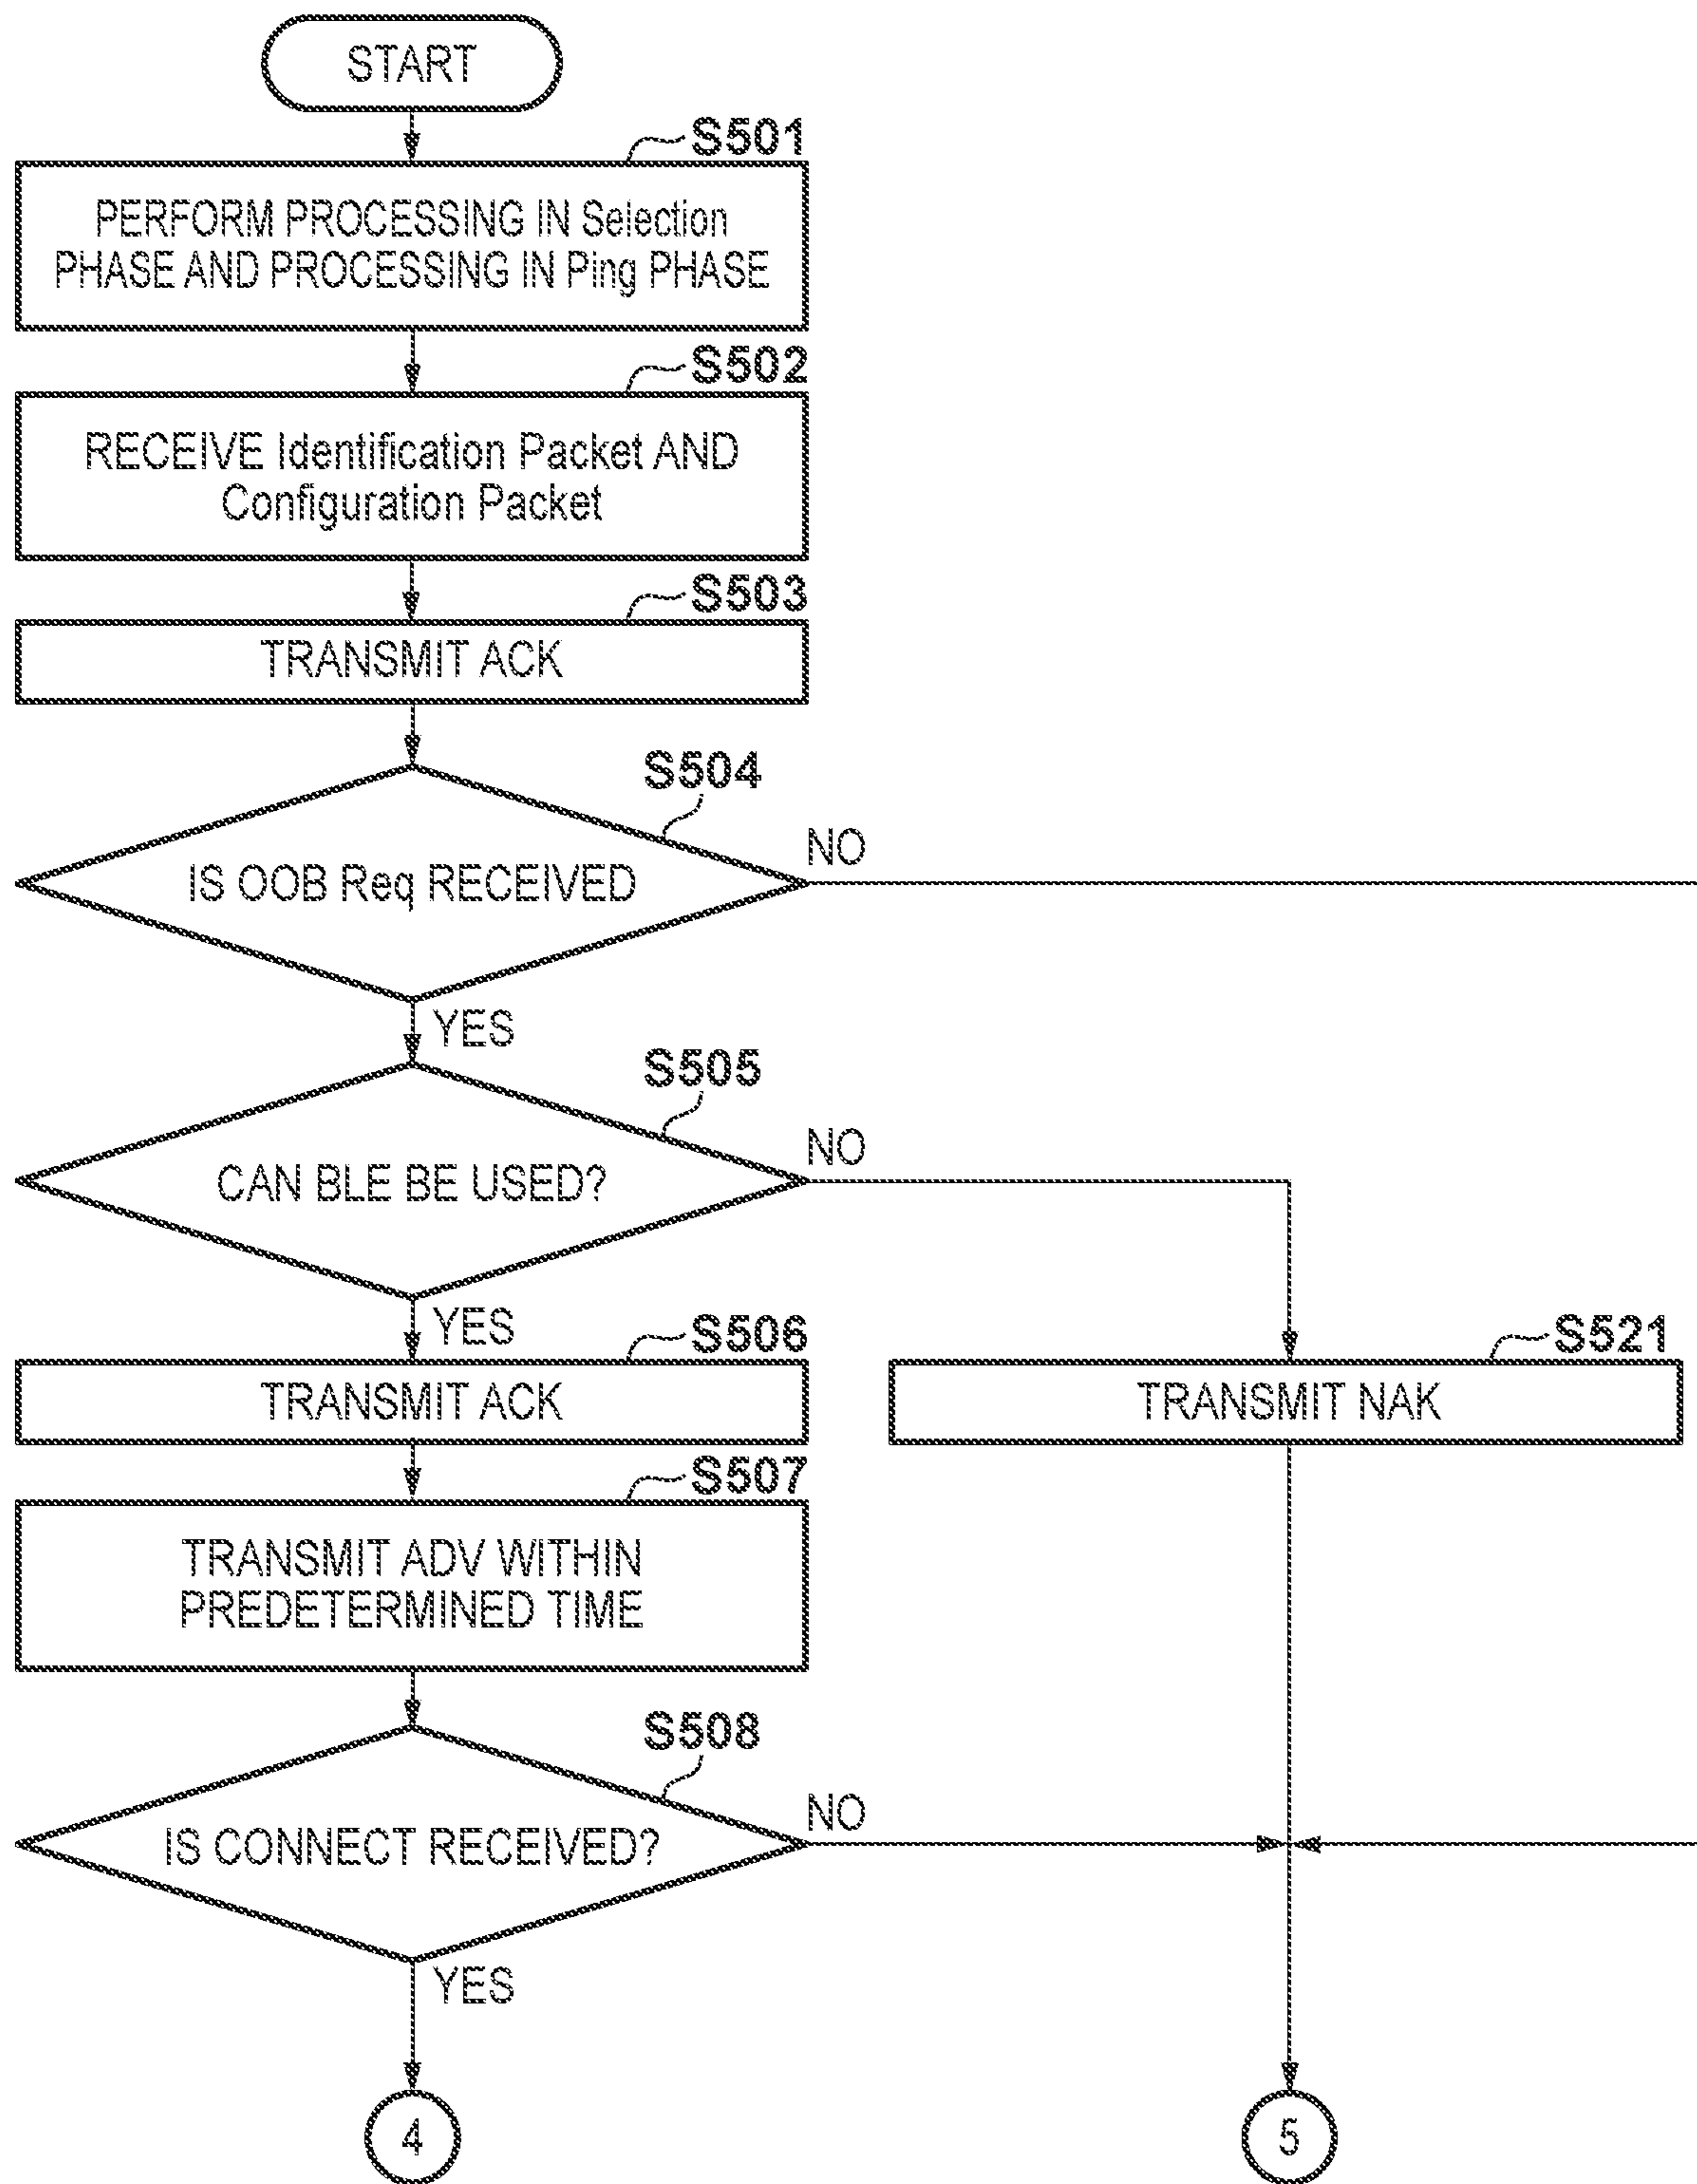 START
S501
PERFORM PROCESSING IN Selection
PHASE AND PROCESSING IN Ping PHASE
S502
RECEIVE Identification Packet AND
Configuration Packet
S503
TRANSMIT ACK
S504
IS OOB Req RECEIVED
NO
YES
S505
CAN BLE BE USED?
NO
YES
S506
TRANSMIT ACK
S521
TRANSMIT NAK
S507
TRANSMIT ADV WITHIN
PREDETERMINED TIME
S508
IS CONNECT RECEIVED?
NO
YES
4
5